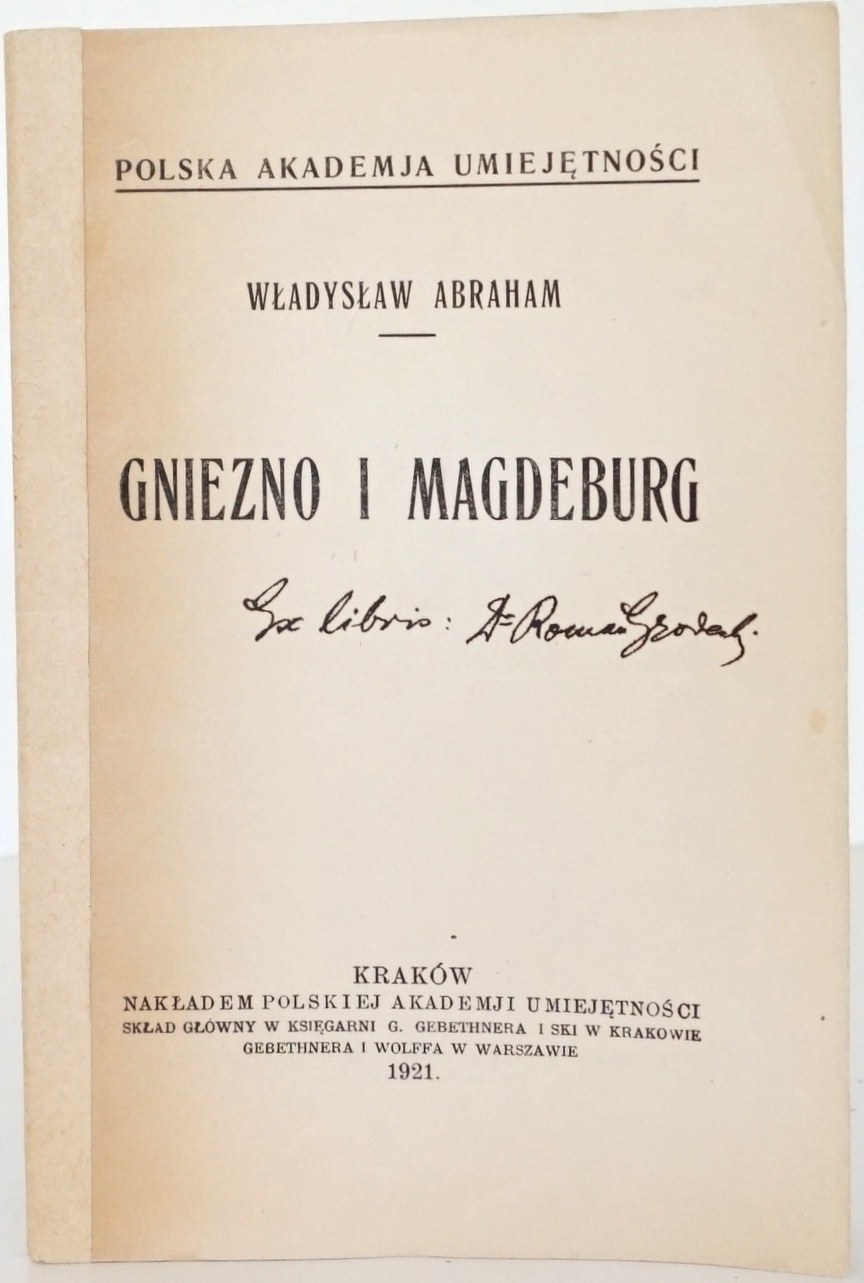 POLSKA AKADEMJA UMIEJĘTNOŚCI
WŁADYSŁAW ABRAHAM
GNIEZNO I MAGDEBURG
Ex libris: Dr Roman
KRAKÓW
NAKŁADEM POLSKIEJ AKADEMJI UMIEJĘTNOŚCI
SKŁAD GŁÓWNY W KSIĘGARNI G. GEBETHNERA I SKI W KRAKOWIE
GEBETHNERA I WOLFFA W WARSZAWIE
1921.